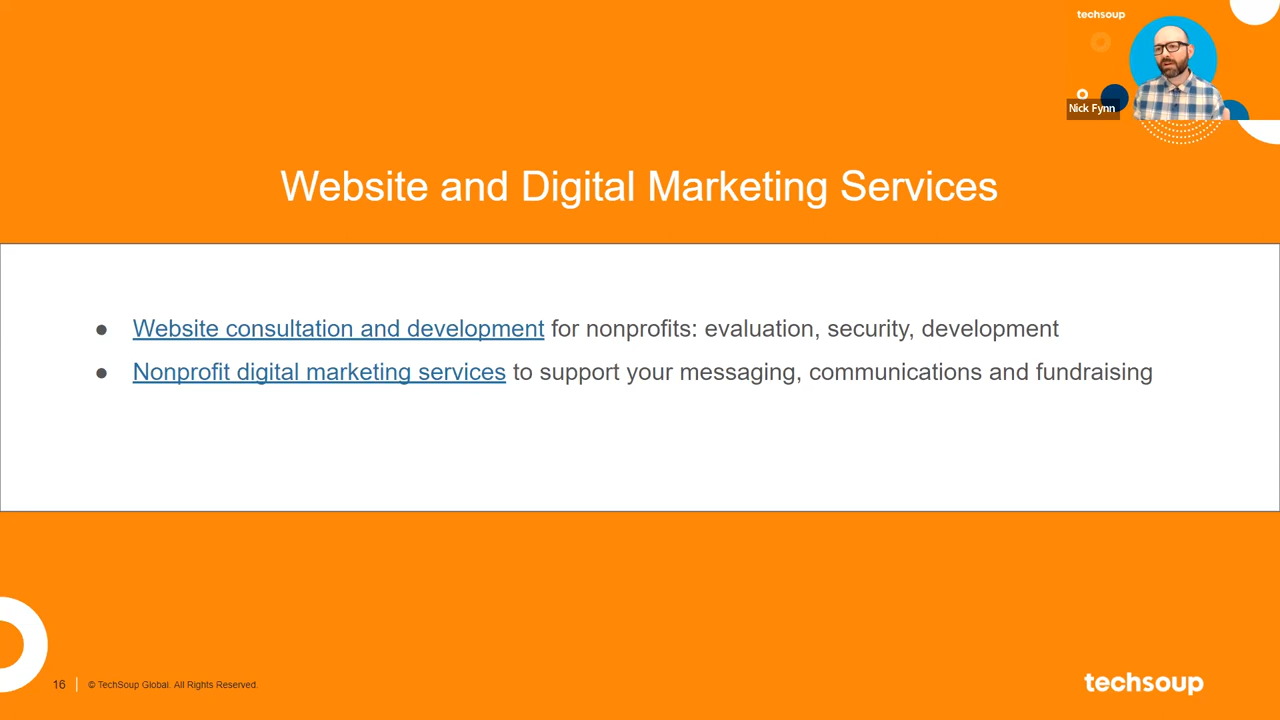 techsoup
Nick Fynn
Website and Digital Marketing Services
● Website consultation and development for nonprofits: evaluation, security, development
● Nonprofit digital marketing services to support your messaging, communications and fundraising
16 | © TechSoup Global. All Rights Reserved.
techsoup